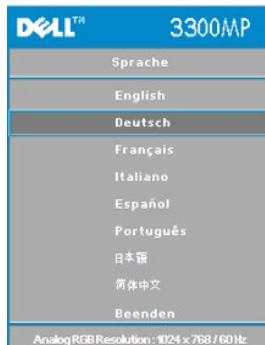 DELL™ 3300MP
Sprache
English
Deutsch
Français
Italiano
Español
Português
日本語
简体中文
Beenden
Analog RGB Resolution : 1024 x 768 / 60 Hz